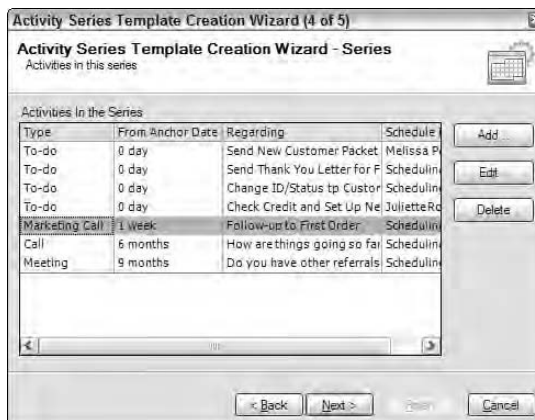 Activity Series Template Creation Wizard (4 of 5)
Activity Series Template Creation Wizard - Series
Activities in this series
Activities In the Series
Type From Anchor Date Regarding Schedule
To-do 0 day Send New Customer Packet Melissa P
To-do 0 day Send Thank You Letter for F Schedulin
To-do 0 day Change ID/Status tp Custor Schedulin
To-do 0 day Check Credit and Set Up Ne JulietteRo
Marketing Call 1 week Follow-up to First Order Schedulin
Call 6 months How are things going so far Schedulin
Meeting 9 months Do you have other referrals Schedulin
Add...
Edit...
Delete
< Back Next > Cancel